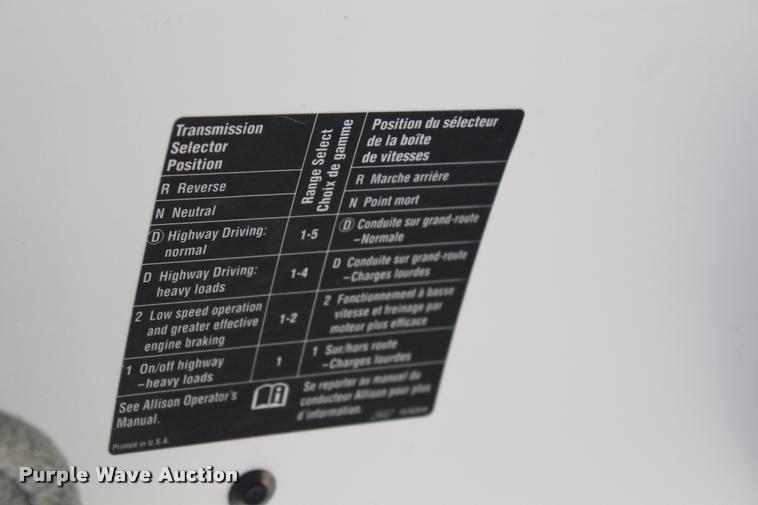 Transmission
Selector
Position
Range Select
Choix de gamme
Position du sélecteur
de la boîte
de vitesses
R Reverse
R Marche arrière
N Neutral
N Point mort
D Highway Driving:
normal
1-5
D Conduite sur grand-route
–Normale
D Highway Driving:
heavy loads
1-4
D Conduite sur grand-route
–Charges lourdes
2 Low speed operation
and greater effective
engine braking
1-2
2 Fonctionnement à basse
vitesse et freinage par
moteur plus efficace
1 On/off highway
–heavy loads
1
1 Sur/hors route
–Charges lourdes
See Allison Operator's
Manual.
Se reporter au manuel du
conducteur Allison pour plus
d'information.
Printed in U.S.A.
Purple Wave Auction